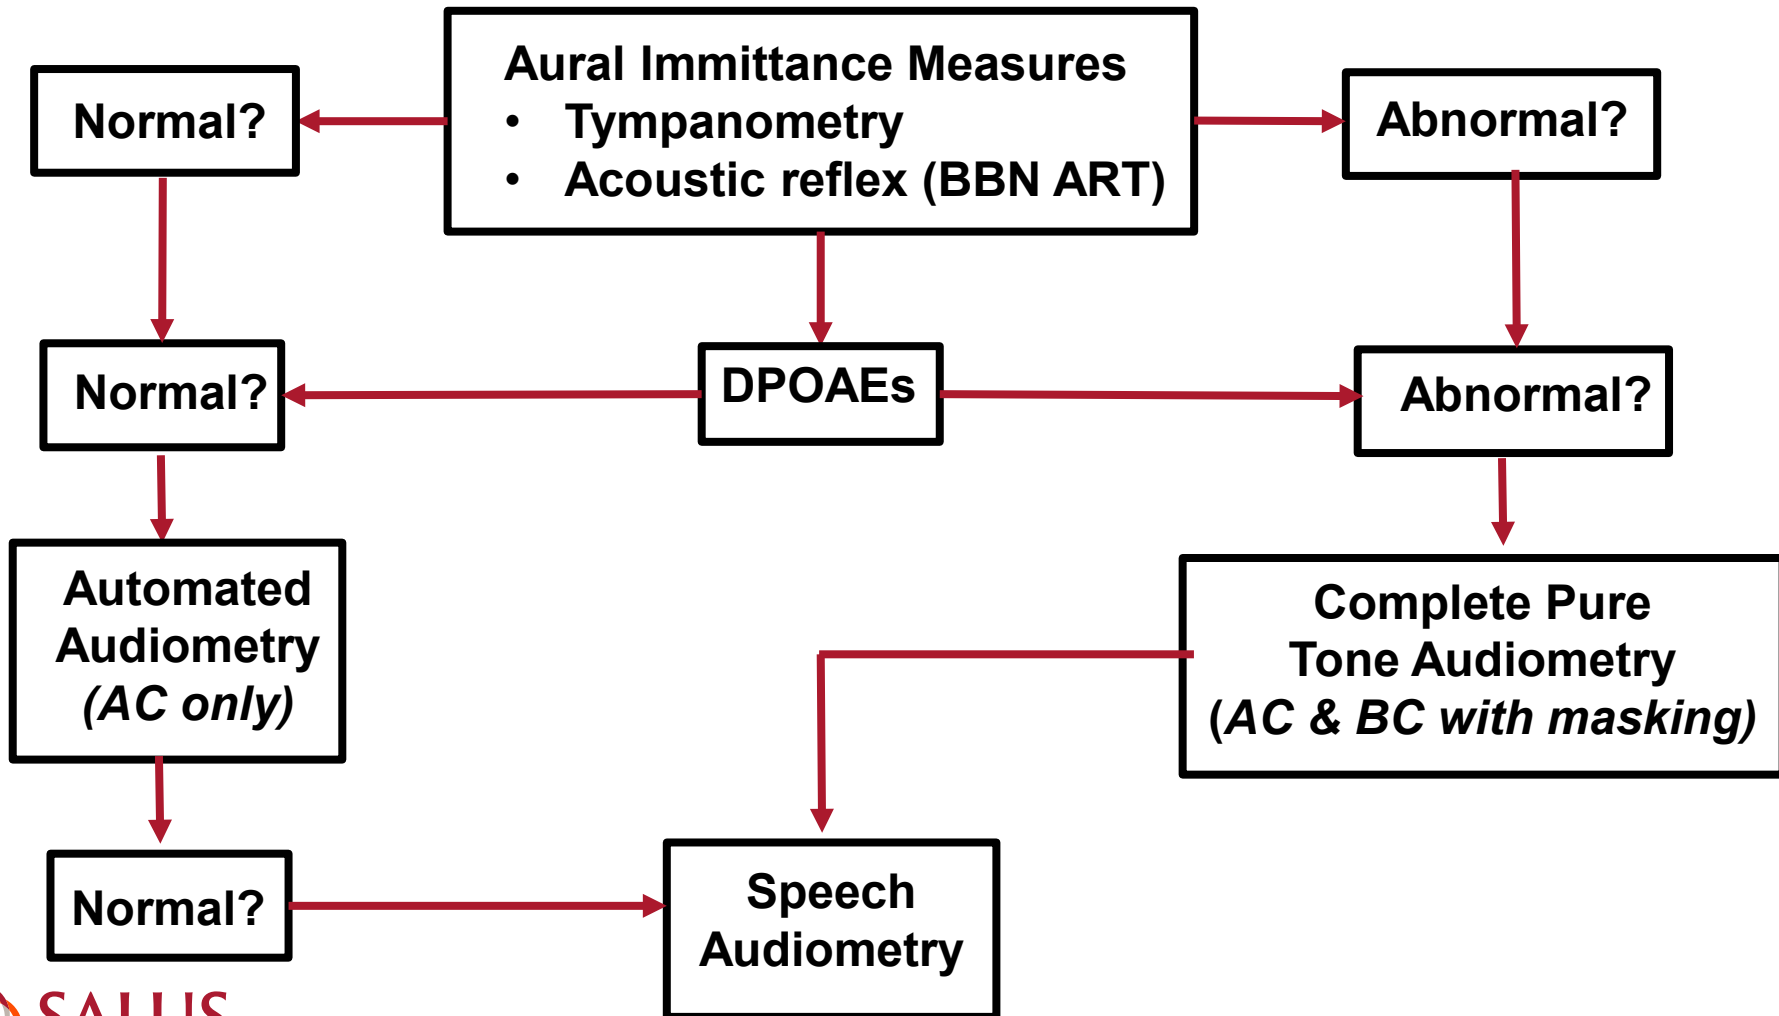 Aural Immittance Measures
• Tympanometry
• Acoustic reflex (BBN ART)
Normal?
Abnormal?
Normal?
DPOAEs
Abnormal?
Automated
Audiometry
(AC only)
Complete Pure
Tone Audiometry
(AC & BC with masking)
Normal?
Speech
Audiometry
SALUS